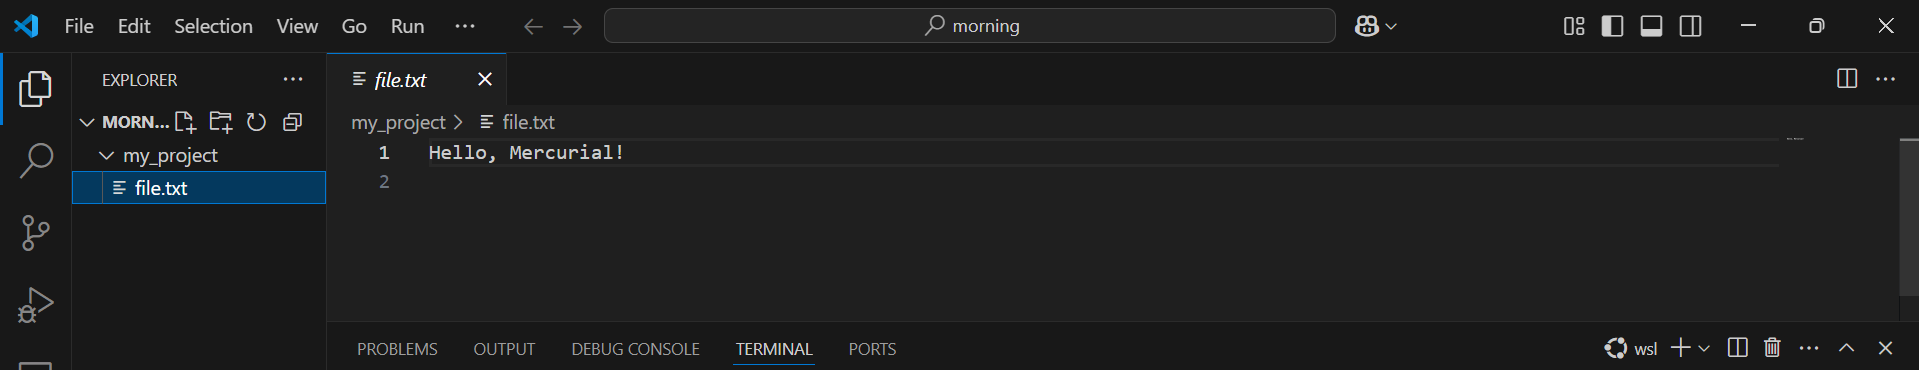 File Edit Selection View Go Run ··· morning
EXPLORER ···
file.txt
MORN...
my_project > file.txt
1 Hello, Mercurial!
2
my_project
file.txt
PROBLEMS OUTPUT DEBUG CONSOLE TERMINAL PORTS wsl